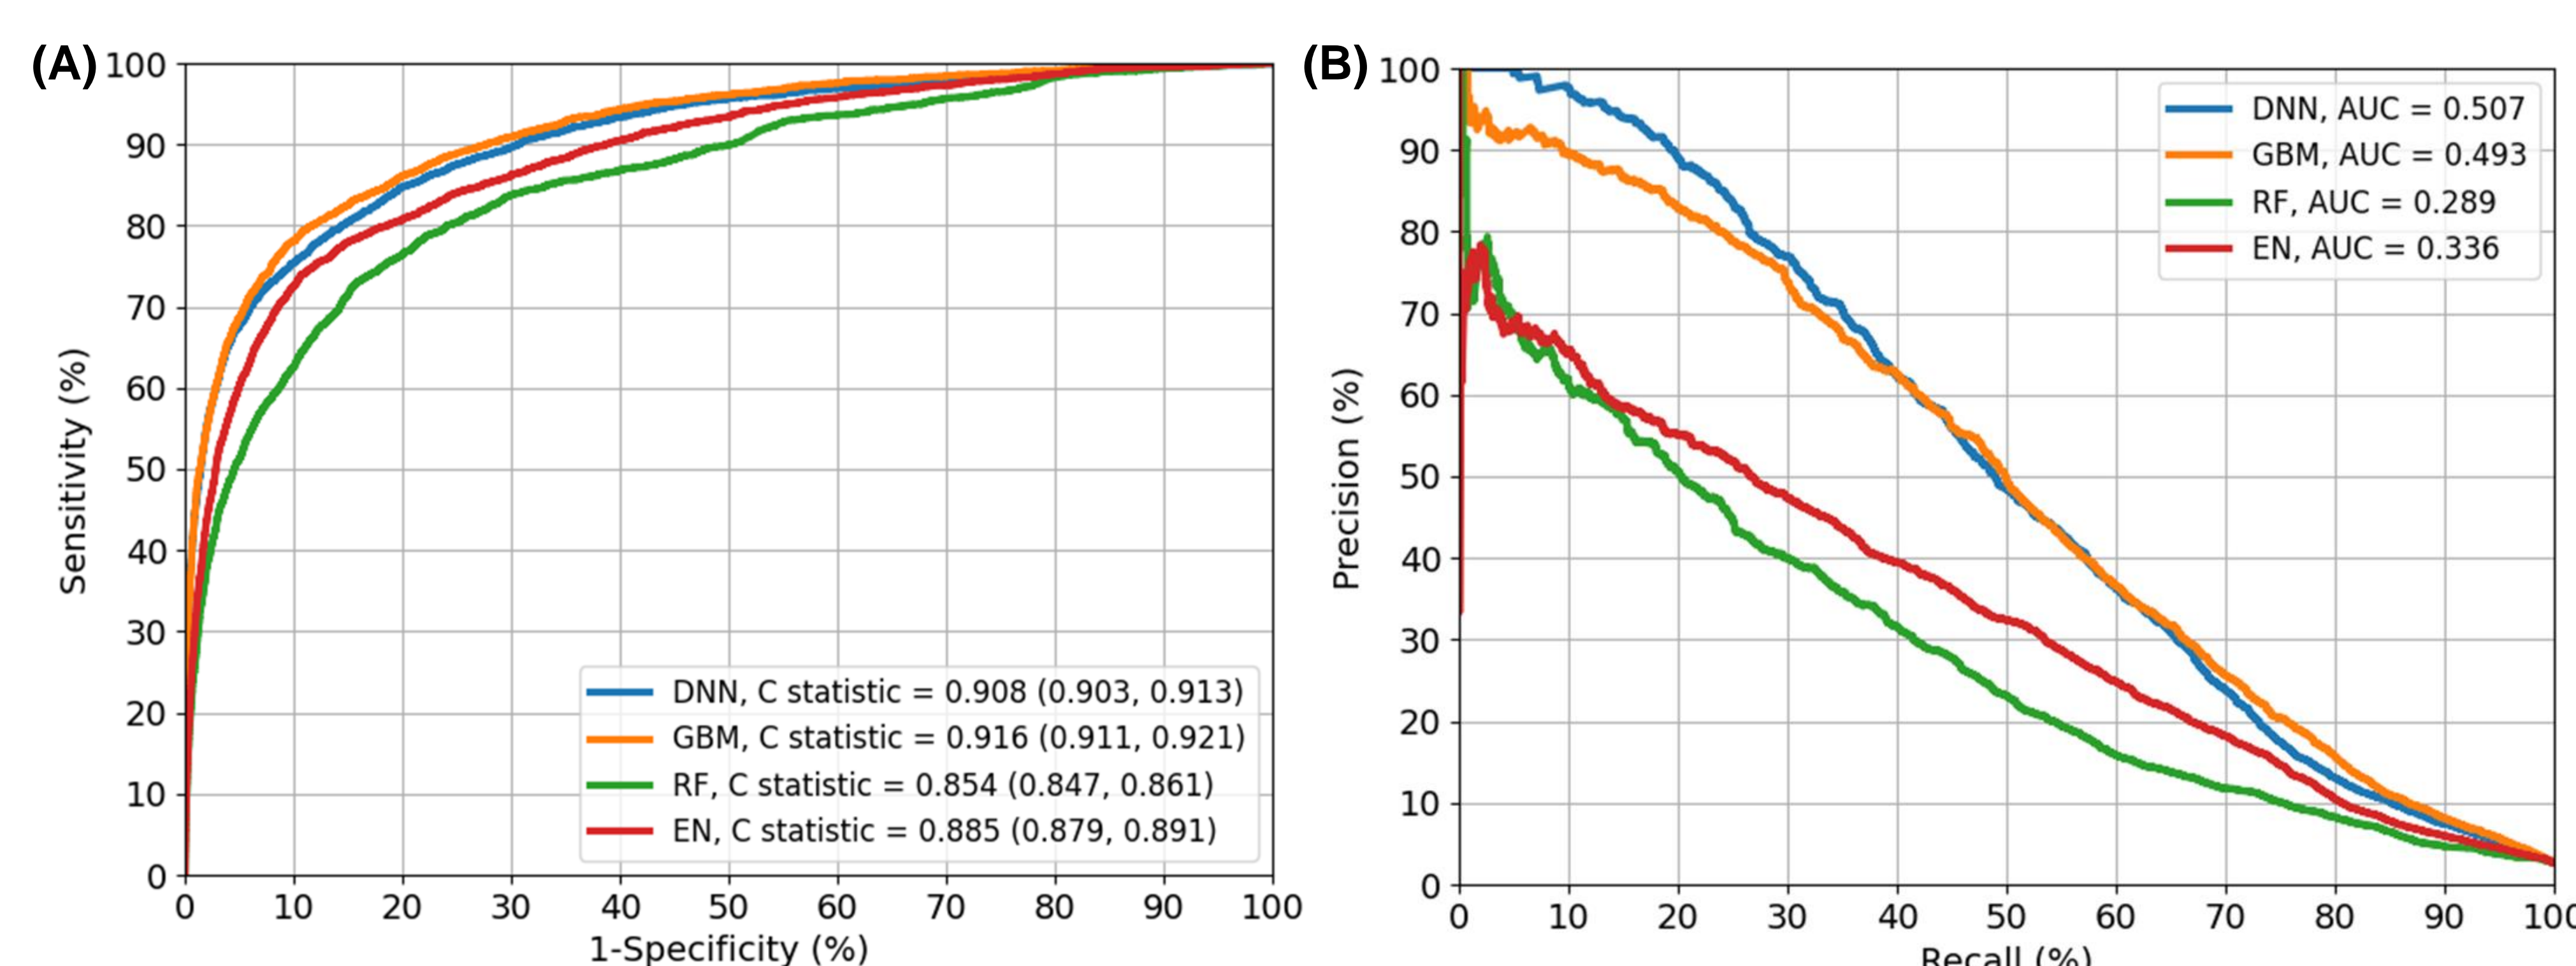 (A)
100
90
80
70
60
50
40
30
20
10
0
Sensitivity (%)
DNN, C statistic = 0.908 (0.903, 0.913)
GBM, C statistic = 0.916 (0.911, 0.921)
RF, C statistic = 0.854 (0.847, 0.861)
EN, C statistic = 0.885 (0.879, 0.891)
0 10 20 30 40 50 60 70 80 90 100
1-Specificity (%)
(B)
100
90
80
70
60
50
40
30
20
10
0
Precision (%)
DNN, AUC = 0.507
GBM, AUC = 0.493
RF, AUC = 0.289
EN, AUC = 0.336
0 10 20 30 40 50 60 70 80 90 100
Recall (%)